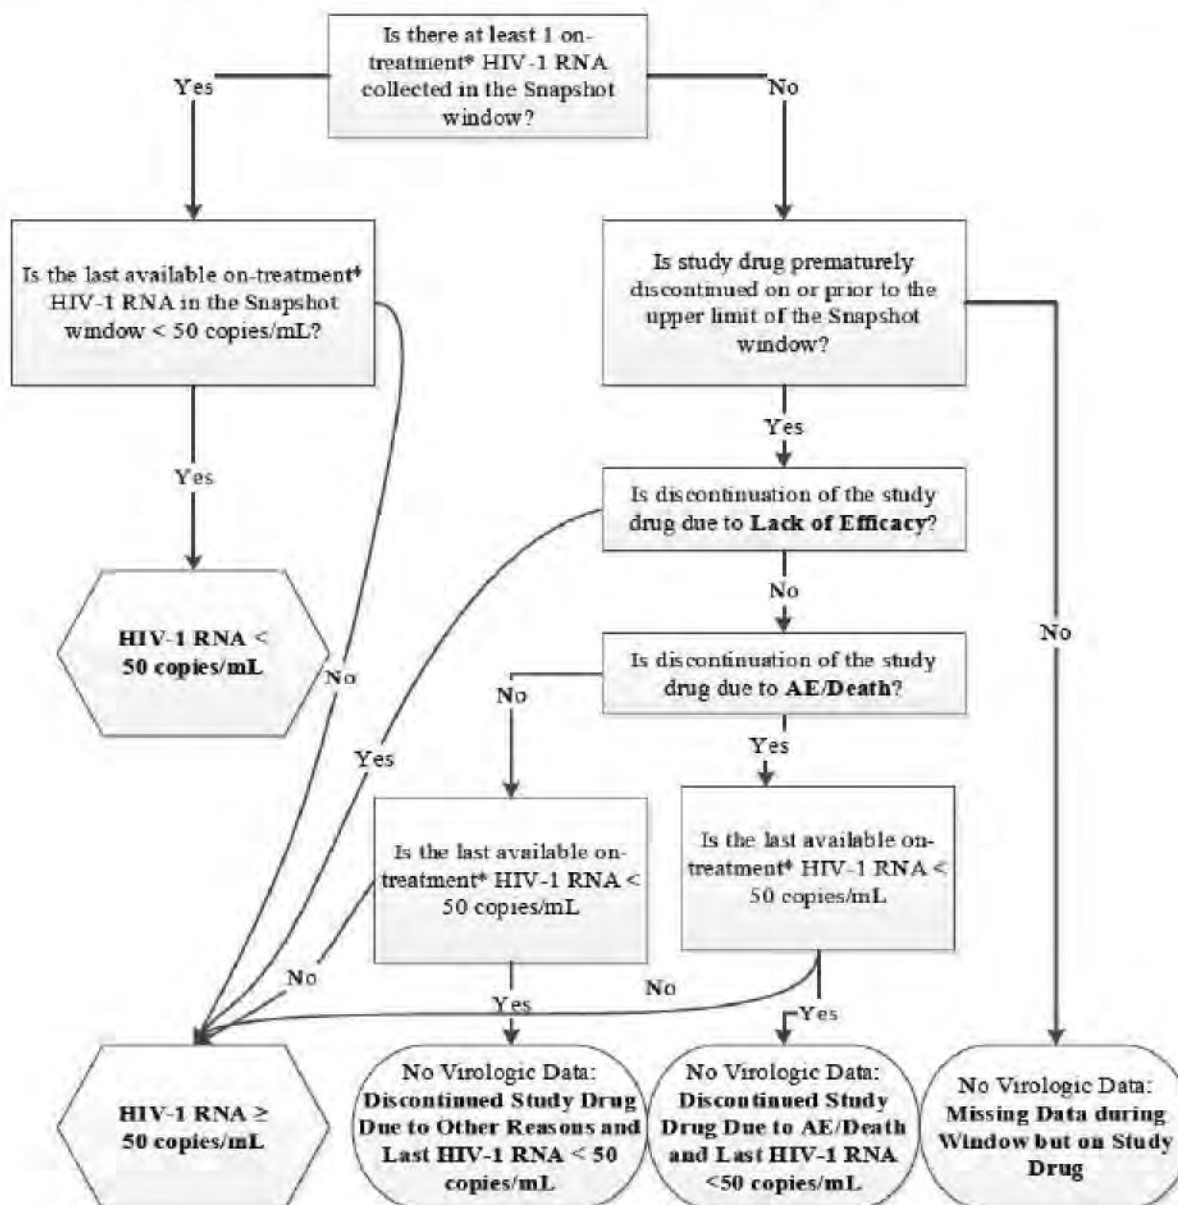 Is there at least 1 on-
treatment* HIV-1 RNA
collected in the Snapshot
window?
Yes
No
Is the last available on-treatment*
HIV-1 RNA in the Snapshot
window < 50 copies/mL?
Is study drug prematurely
discontinued on or prior to the
upper limit of the Snapshot
window?
Yes
Yes
Is discontinuation of the study
drug due to Lack of Efficacy?
No
HIV-1 RNA <
50 copies/mL
No
No
Is discontinuation of the study
drug due to AE/Death?
No
Yes
Yes
Is the last available on-
treatment* HIV-1 RNA <
50 copies/mL
Is the last available on-
treatment* HIV-1 RNA <
50 copies/mL
No
No
Yes
Yes
HIV-1 RNA ≥
50 copies/mL
No Virologic Data:
Discontinued Study Drug
Due to Other Reasons and
Last HIV-1 RNA < 50
copies/mL
No Virologic Data:
Discontinued Study
Drug Due to AE/Death
and Last HIV-1 RNA
<50 copies/mL
No Virologic Data:
Missing Data during
Window but on Study
Drug